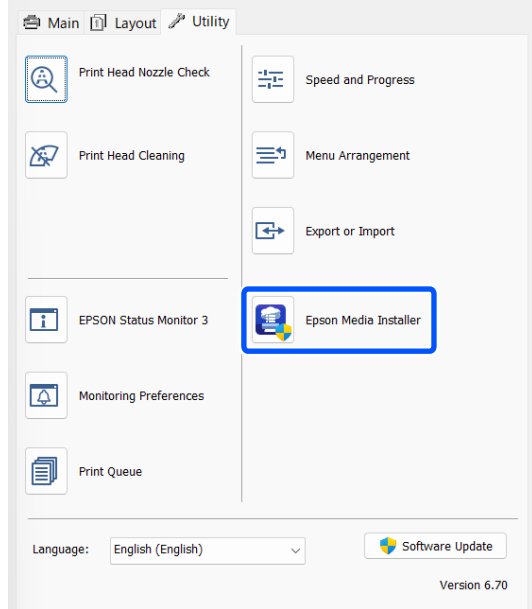 Main
Layout
Utility
Print Head Nozzle Check
Speed and Progress
Print Head Cleaning
Menu Arrangement
Export or Import
EPSON Status Monitor 3
Epson Media Installer
Monitoring Preferences
Print Queue
Language:
English (English)
Software Update
Version 6.70